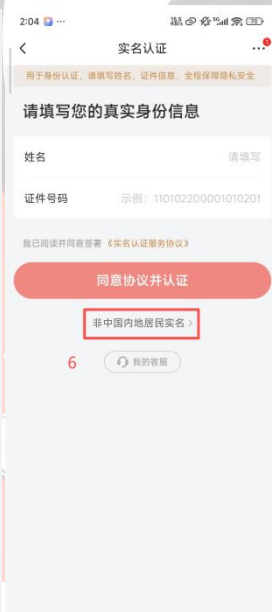 2:04
实名认证
用于身份认证，请填写姓名，证件信息，全程保障隐私安全
请填写您的真实身份信息
姓名 请填写
证件号码 示例：110102200001010201
我已阅读并同意签署《实名认证服务协议》
同意协议并认证
非中国内地居民实名 >
6 我的客服